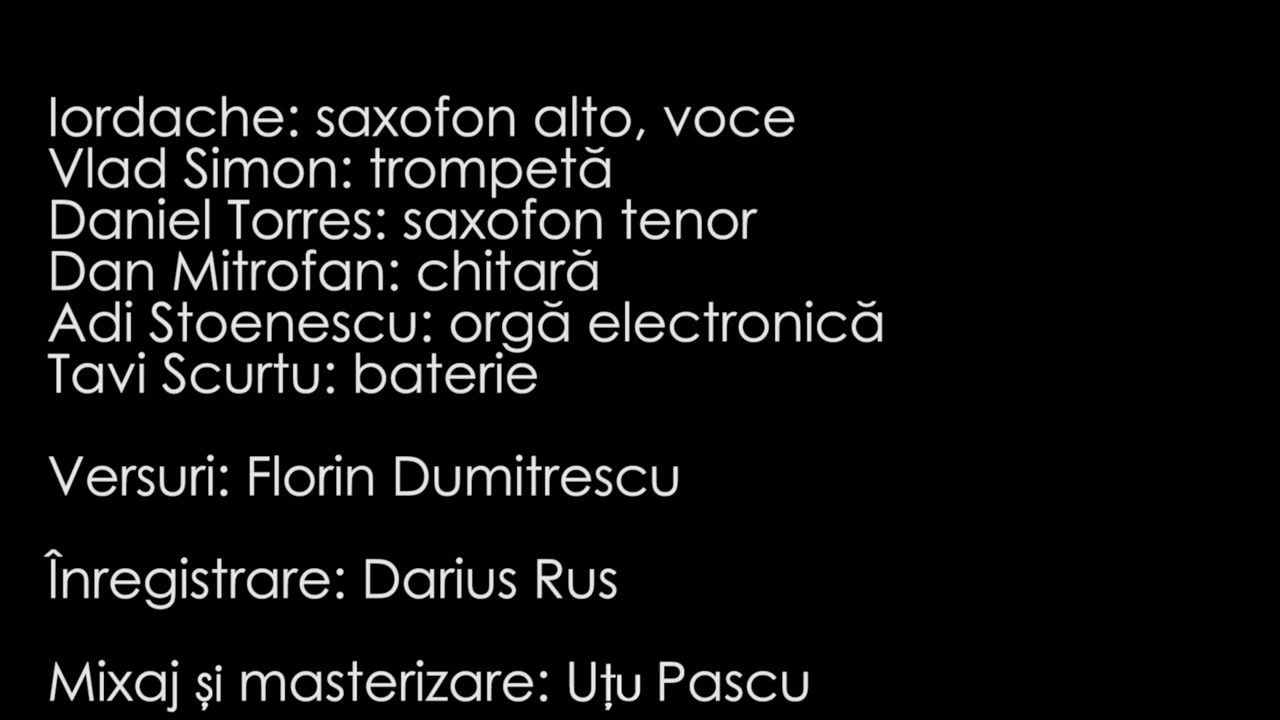 Iordache: saxofon alto, voce
Vlad Simon: trompetă
Daniel Torres: saxofon tenor
Dan Mitrofan: chitară
Adi Stoenescu: orgă electronică
Tavi Scurtu: baterie
Versuri: Florin Dumitrescu
Înregistrare: Darius Rus
Mixaj și masterizare: Uțu Pascu